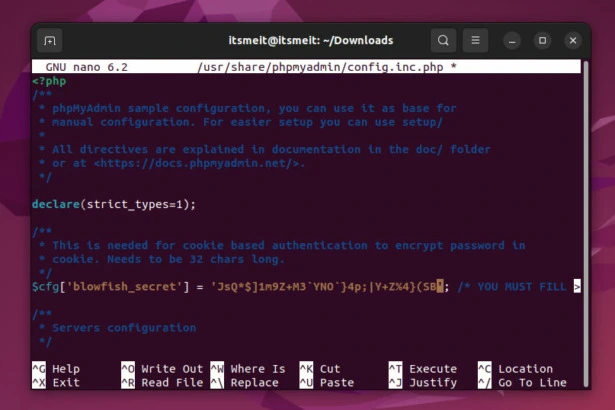 itsmeit@itsmeit: ~/Downloads
GNU nano 6.2 /usr/share/phpmyadmin/config.inc.php *
<?php
/**
 * phpMyAdmin sample configuration, you can use it as base for
 * manual configuration. For easier setup you can use setup/
 *
 * All directives are explained in documentation in the doc/ folder
 * or at <https://docs.phpmyadmin.net/>.
 */
declare(strict_types=1);
/**
 * This is needed for cookie based authentication to encrypt password in
 * cookie. Needs to be 32 chars long.
 */
$cfg['blowfish_secret'] = 'JsQ*$]1m9Z+M3`YNO`}4p;|Y+Z%4}(SB'; /* YOU MUST FILL >
/**
 * Servers configuration
 */
^G Help ^O Write Out ^W Where Is ^K Cut ^T Execute ^C Location
^X Exit ^R Read File ^\ Replace ^U Paste ^J Justify ^/ Go To Line